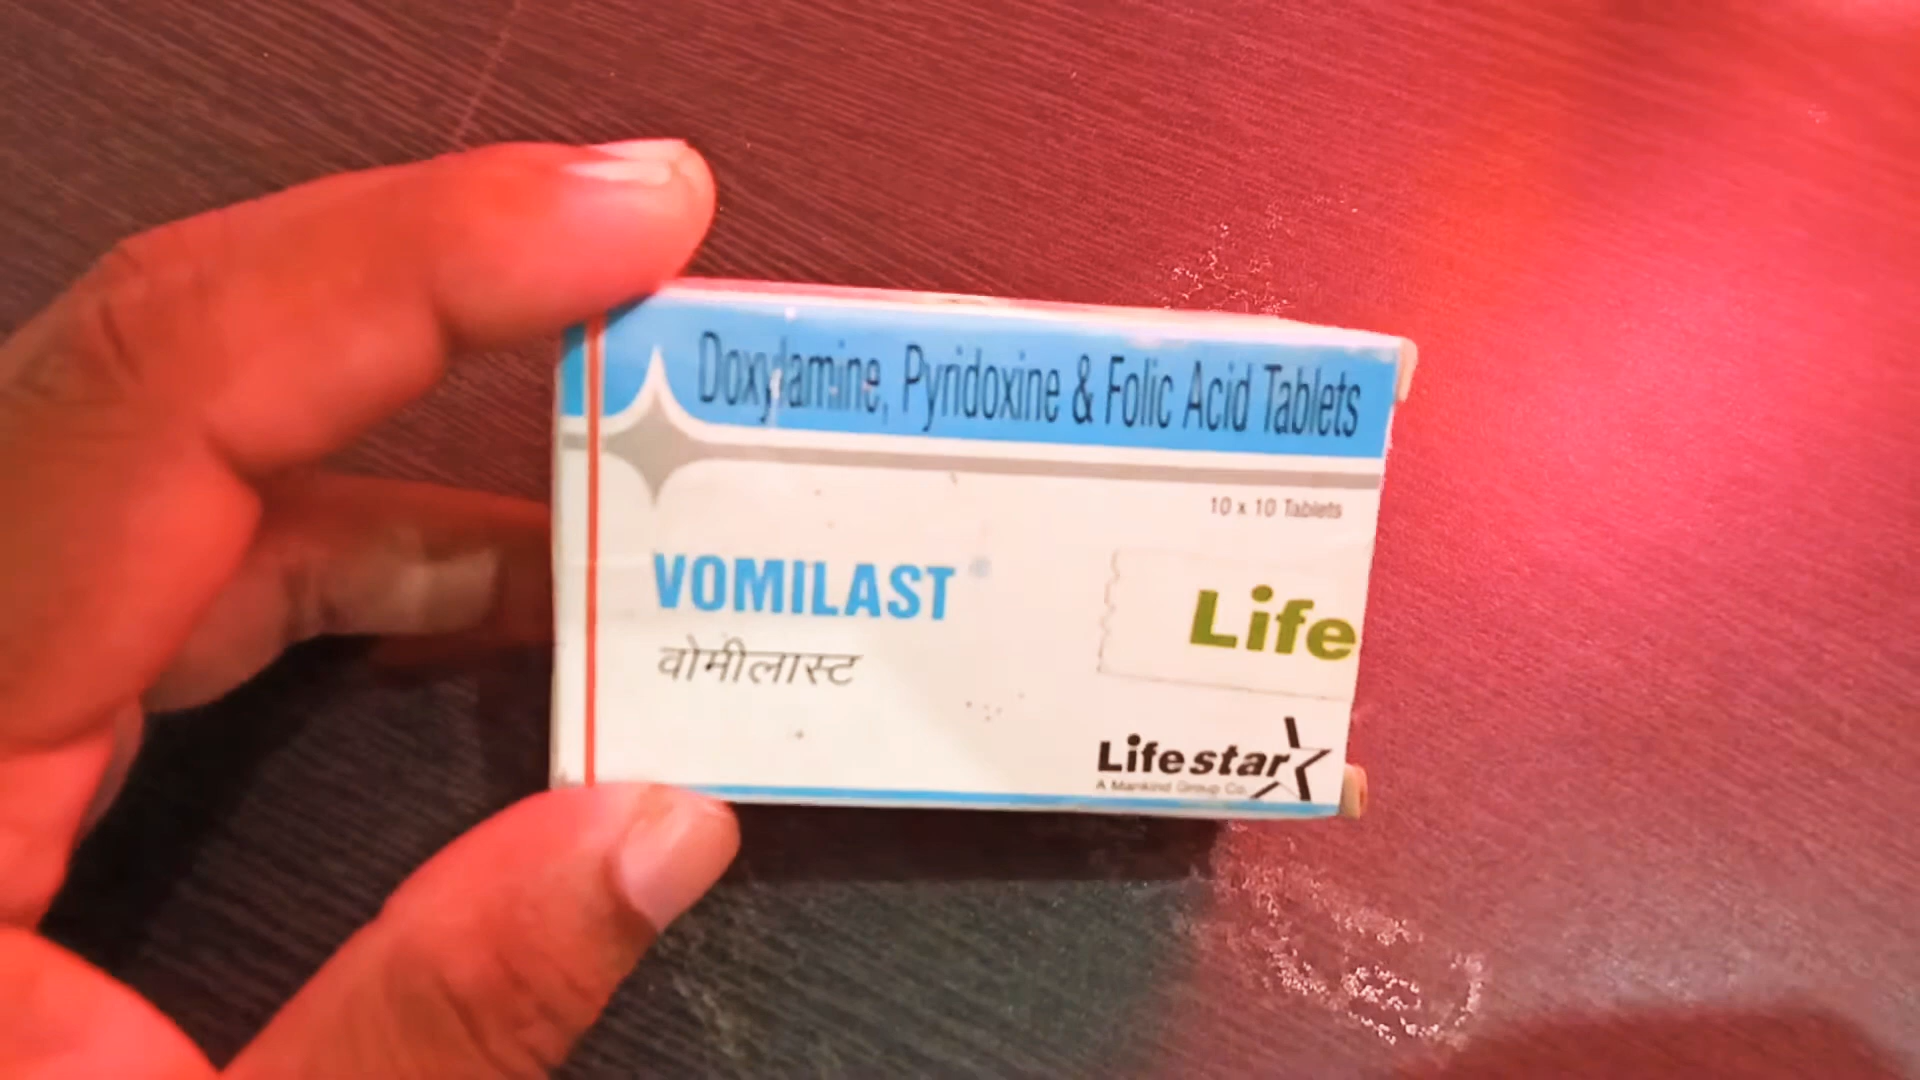 Doxylamine, Pyridoxine & Folic Acid Tablets
10 x 10 Tablets
VOMILAST
वोमीलास्ट
Life
Lifestar
A Mankind Group Co.